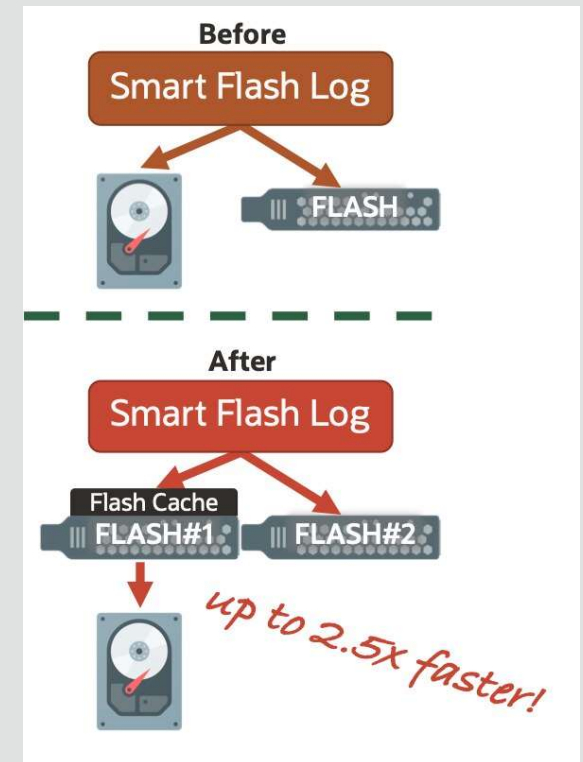 Before
Smart Flash Log
FLASH
After
Smart Flash Log
Flash Cache
FLASH#1
FLASH#2
up to 2.5x faster!